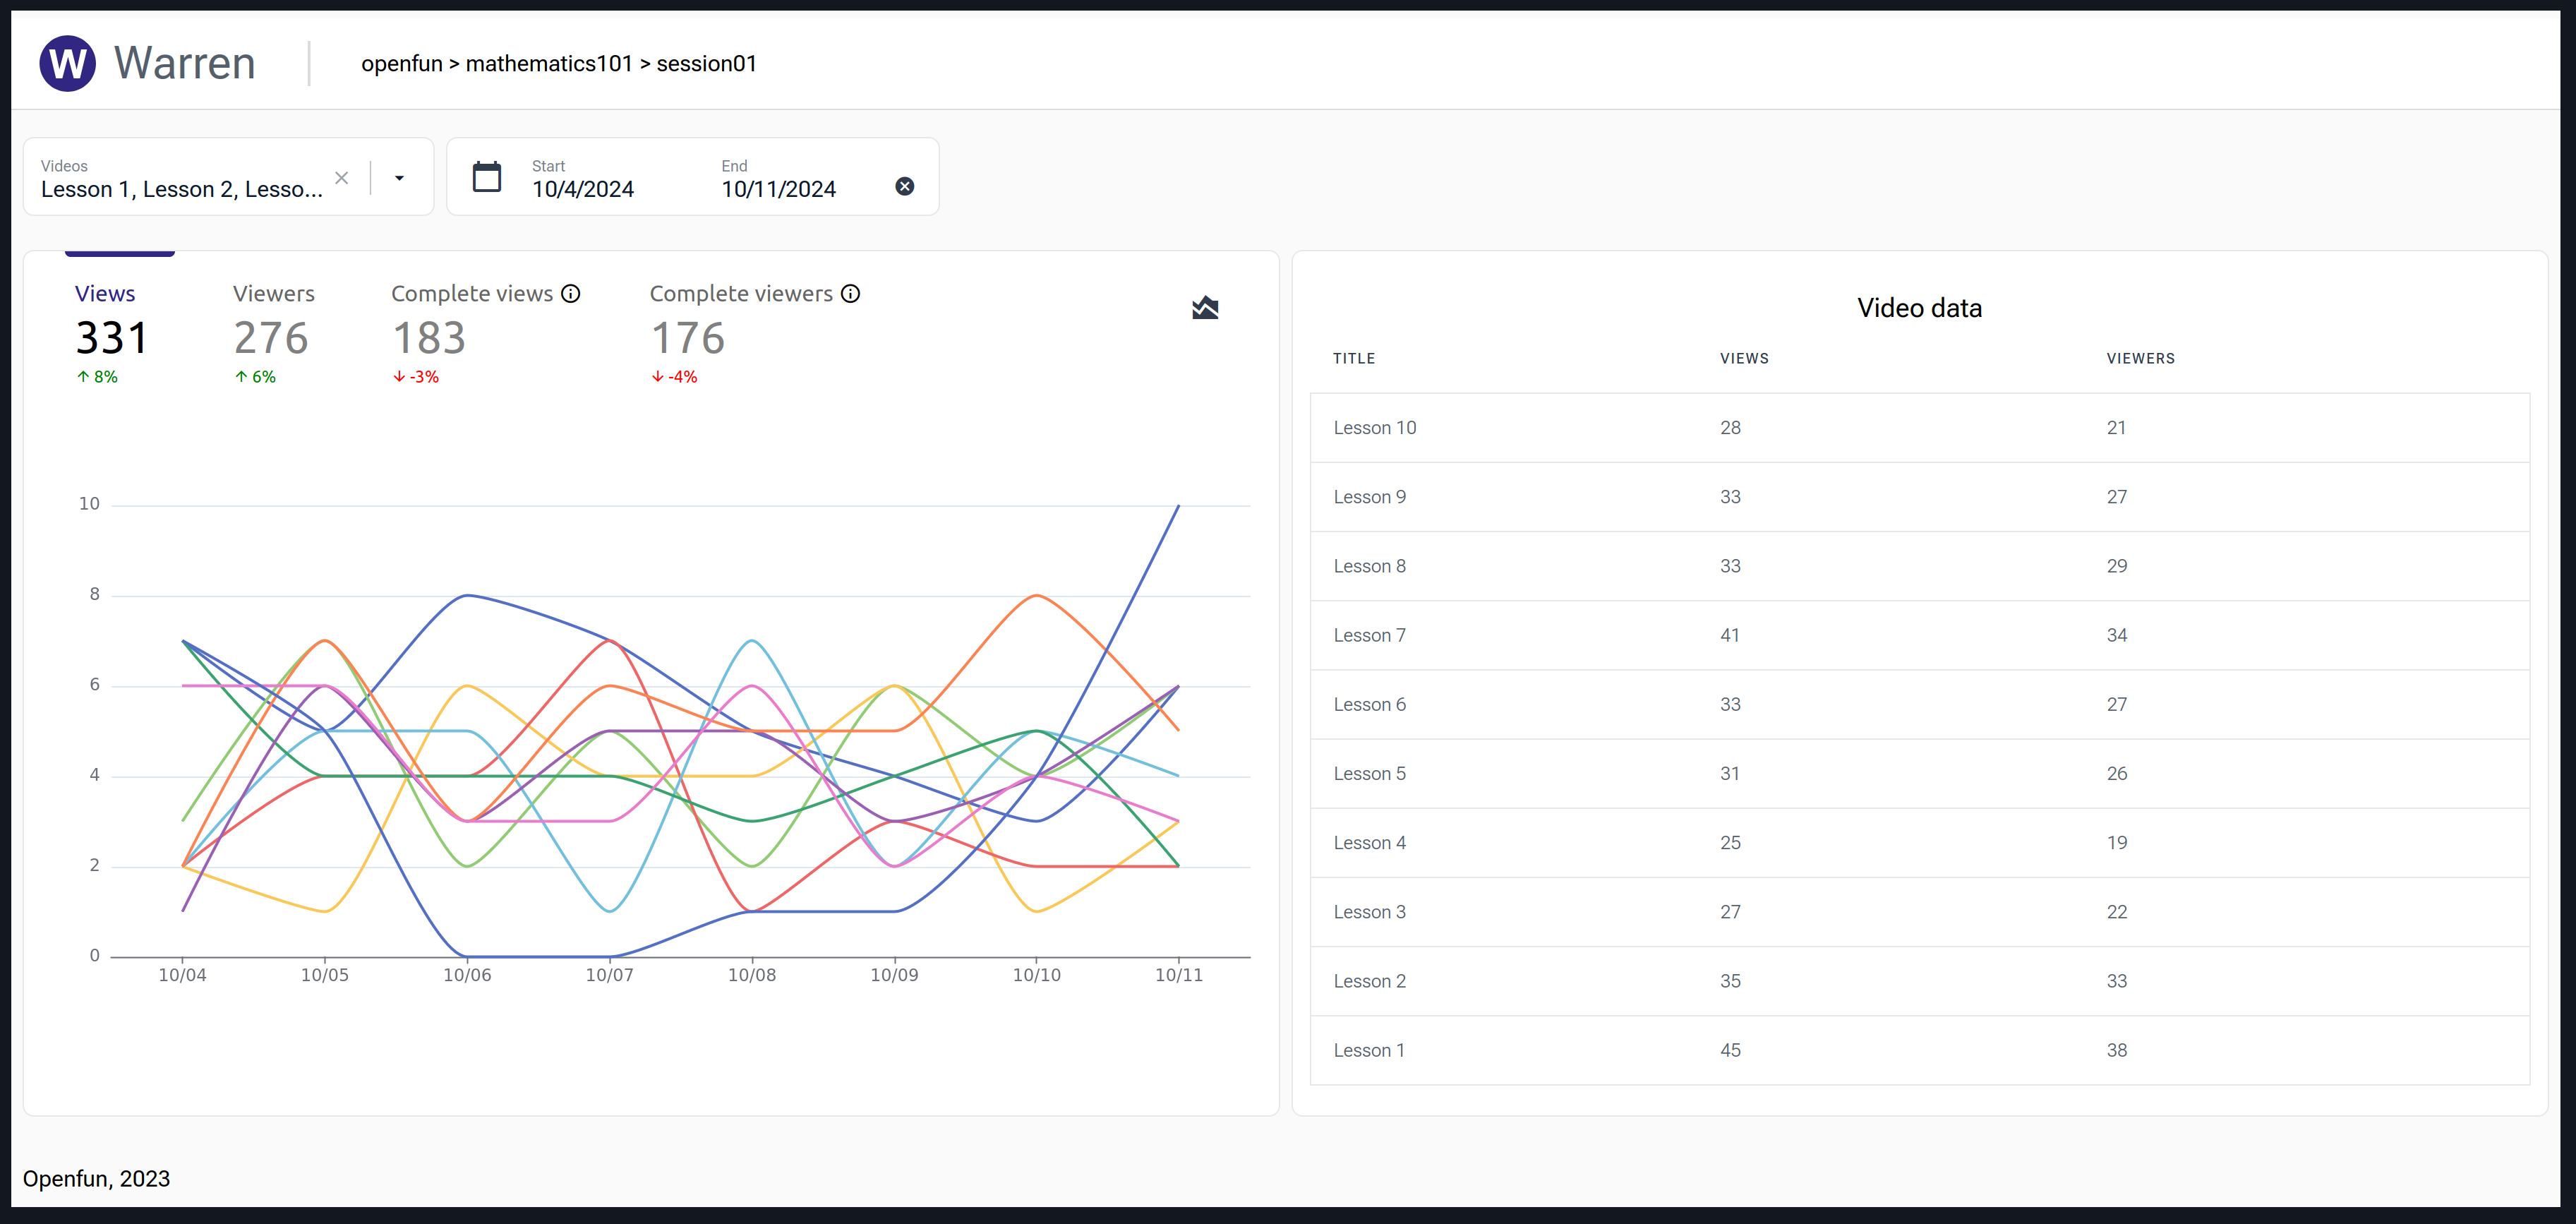 W Warren
openfun > mathematics101 > session01
Videos
Lesson 1, Lesson 2, Lesso...
Start
10/4/2024
End
10/11/2024
Views
331
8%
Viewers
276
6%
Complete views
183
-3%
Complete viewers
176
-4%
10
8
6
4
2
0
10/04 10/05 10/06 10/07 10/08 10/09 10/10 10/11
Video data
TITLE VIEWS VIEWERS
Lesson 10 28 21
Lesson 9 33 27
Lesson 8 33 29
Lesson 7 41 34
Lesson 6 33 27
Lesson 5 31 26
Lesson 4 25 19
Lesson 3 27 22
Lesson 2 35 33
Lesson 1 45 38
Openfun, 2023